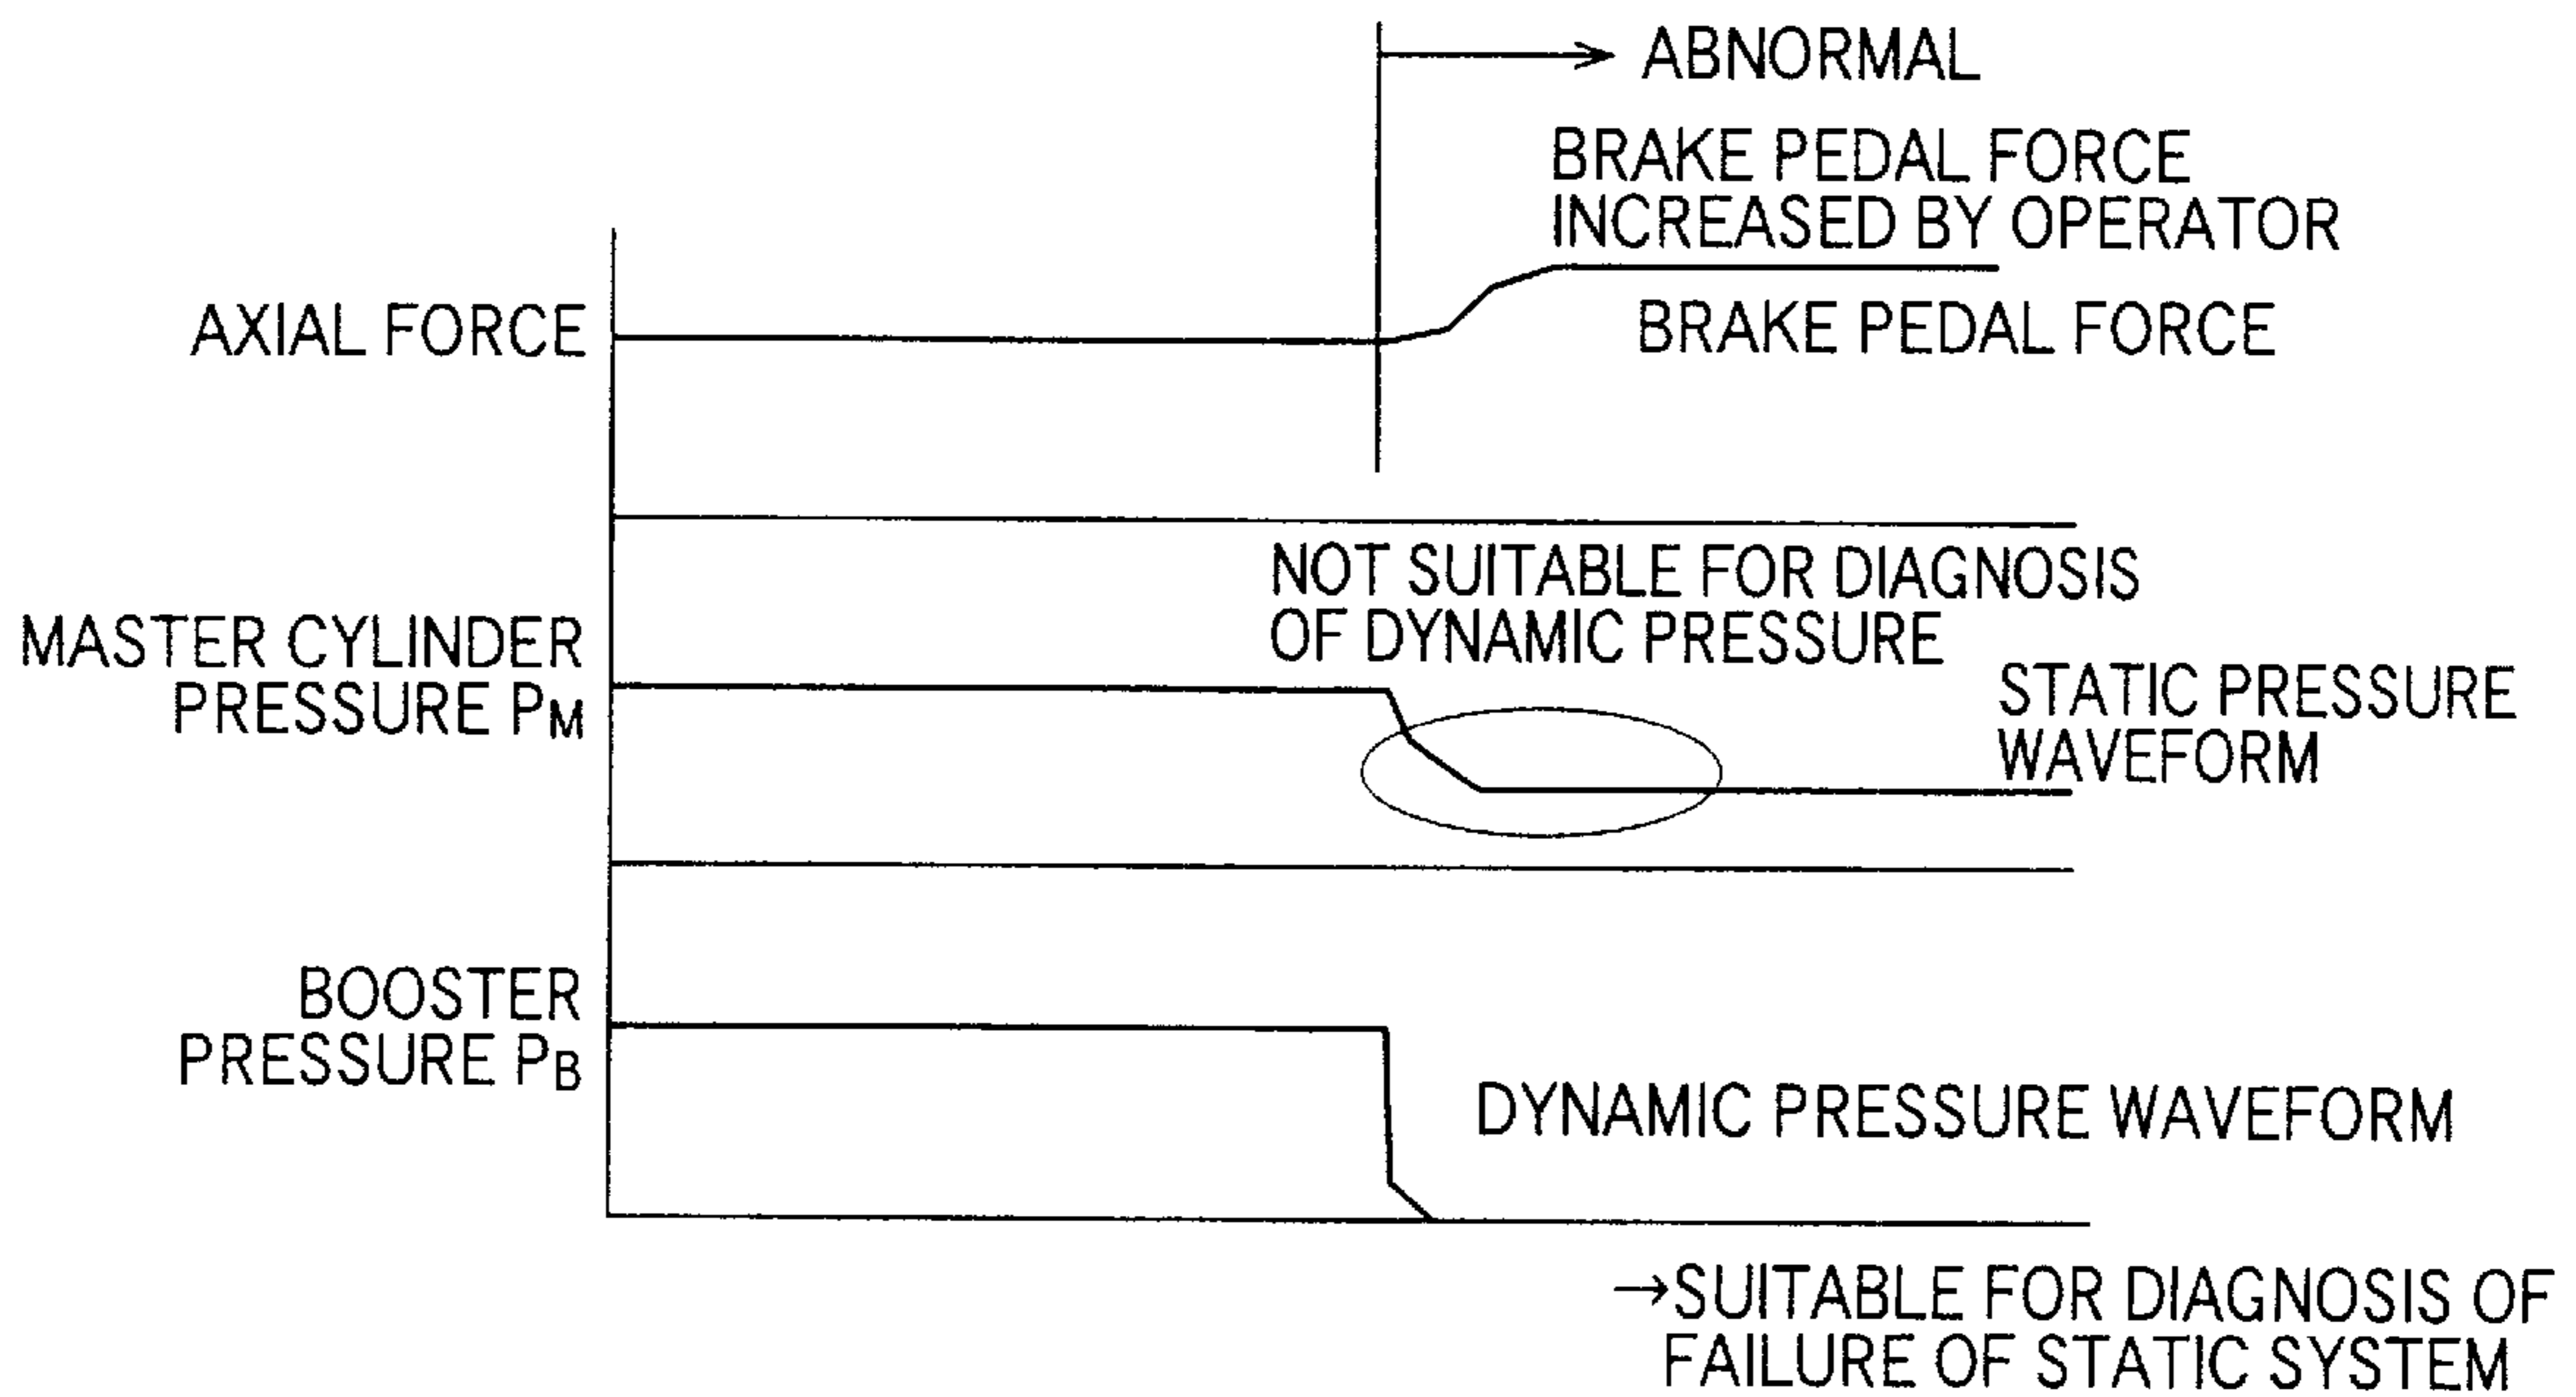 ABNORMAL
BRAKE PEDAL FORCE
INCREASED BY OPERATOR
AXIAL FORCE
BRAKE PEDAL FORCE
NOT SUITABLE FOR DIAGNOSIS
OF DYNAMIC PRESSURE
MASTER CYLINDER
PRESSURE PM
STATIC PRESSURE
WAVEFORM
BOOSTER
PRESSURE PB
DYNAMIC PRESSURE WAVEFORM
→SUITABLE FOR DIAGNOSIS OF
FAILURE OF STATIC SYSTEM